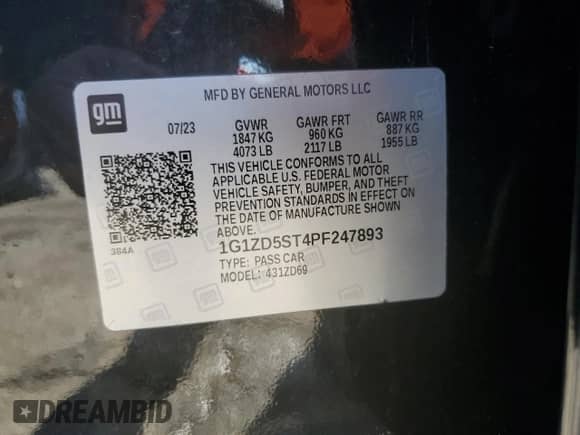 gm
MFD BY GENERAL MOTORS LLC
07/23 GVWR GAWR FRT GAWR RR
1847 KG 960 KG 887 KG
4073 LB 2117 LB 1955 LB
THIS VEHICLE CONFORMS TO ALL
APPLICABLE U.S. FEDERAL MOTOR
VEHICLE SAFETY, BUMPER, AND THEFT
PREVENTION STANDARDS IN EFFECT ON
THE DATE OF MANUFACTURE SHOWN
ABOVE.
384A
1G1ZD5ST4PF247893
TYPE: PASS CAR
MODEL: 431ZD69
DREAMBID